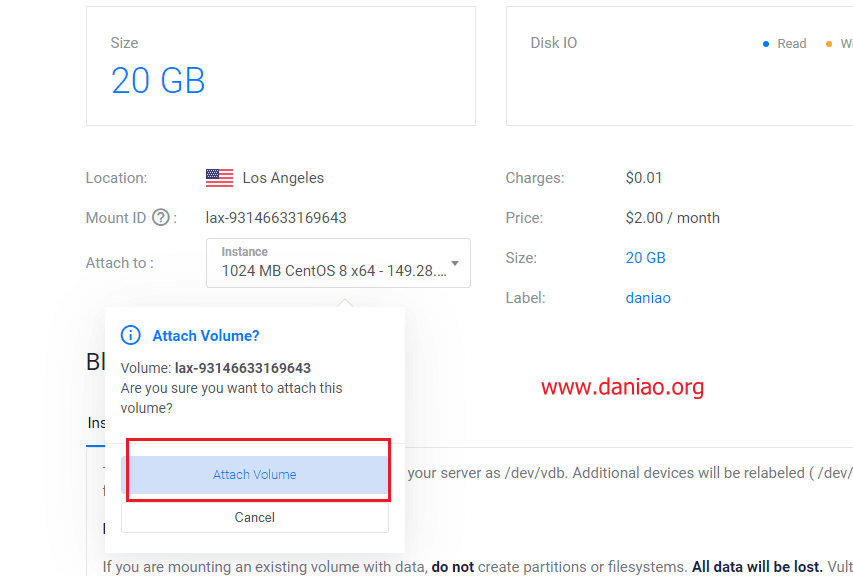 Size
20 GB
Disk IO
Read
Location:
Los Angeles
Charges:
$0.01
Mount ID ? :
lax-93146633169643
Price:
$2.00 / month
Attach to :
Instance
1024 MB CentOS 8 x64 - 149.28....
Size:
20 GB
Label:
daniao
Attach Volume?
Volume: lax-93146633169643
Are you sure you want to attach this
volume?
Attach Volume
Cancel
www.daniao.org
your server as /dev/vdb. Additional devices will be relabeled ( /dev/
If you are mounting an existing volume with data, do not create partitions or filesystems. All data will be lost. Vult